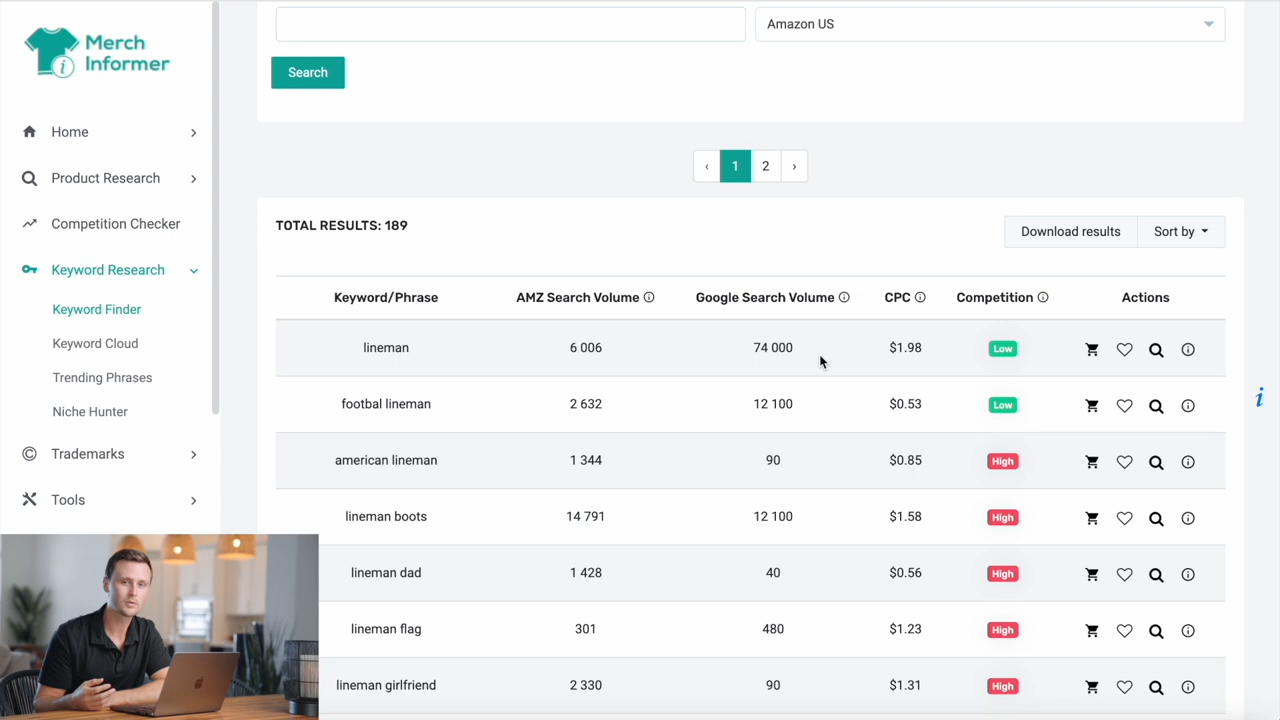 Merch
Informer
Amazon US
Search
Home
Product Research
Competition Checker
Keyword Research
Keyword Finder
Keyword Cloud
Trending Phrases
Niche Hunter
Trademarks
Tools
‹ 1 2 ›
TOTAL RESULTS: 189
Download results Sort by
Keyword/Phrase AMZ Search Volume Google Search Volume CPC Competition Actions
lineman 6 006 74 000 $1.98 Low
footbal lineman 2 632 12 100 $0.53 Low
american lineman 1 344 90 $0.85 High
lineman boots 14 791 12 100 $1.58 High
lineman dad 1 428 40 $0.56 High
lineman flag 301 480 $1.23 High
lineman girlfriend 2 330 90 $1.31 High
i